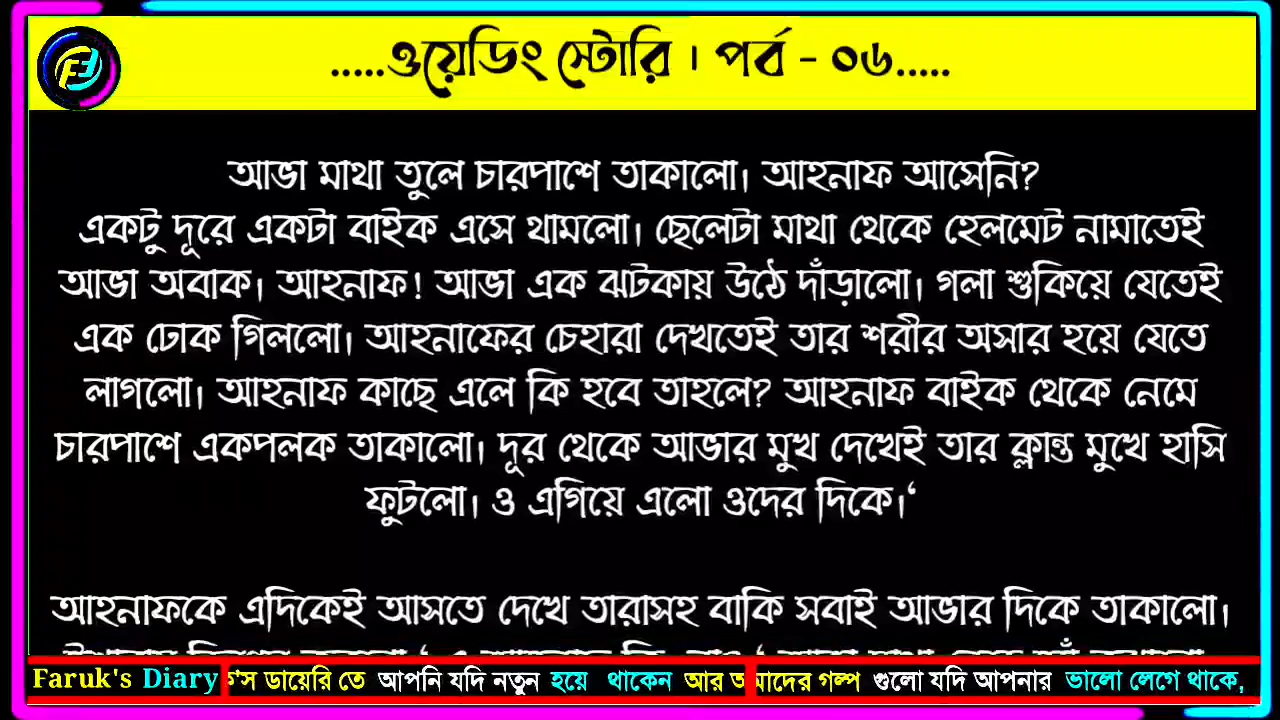 .....ওয়েডিং স্টোরি । পর্ব - ০৬.....
আভা মাথা তুলে চারপাশে তাকালো। আহনাফ আসেনি?
একটু দূরে একটা বাইক এসে থামলো। ছেলেটা মাথা থেকে হেলমেট নামাতেই
আভা অবাক। আহনাফ! আভা এক ঝটকায় উঠে দাঁড়ালো। গলা শুকিয়ে যেতেই
এক ঢোক গিললো। আহনাফের চেহারা দেখতেই তার শরীর অসার হয়ে যেতে
লাগলো। আহনাফ কাছে এলে কি হবে তাহলে? আহনাফ বাইক থেকে নেমে
চারপাশে একপলক তাকালো। দূর থেকে আভার মুখ দেখেই তার ক্লান্ত মুখে হাসি
ফুটলো। ও এগিয়ে এলো ওদের দিকে।‘
আহনাফকে এদিকেই আসতে দেখে তারাসহ বাকি সবাই আভার দিকে তাকালো।
Faruk's Diary
'স ডায়েরি তে আপনি যদি নতুন হয়ে থাকেন আর
গল্প গুলো যদি আপনার ভালো লেগে থাকে,